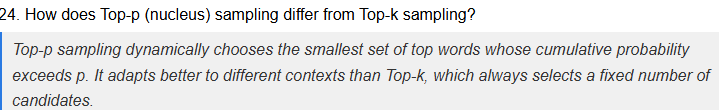 24. How does Top-p (nucleus) sampling differ from Top-k sampling?
Top-p sampling dynamically chooses the smallest set of top words whose cumulative probability
exceeds p. It adapts better to different contexts than Top-k, which always selects a fixed number of
candidates.